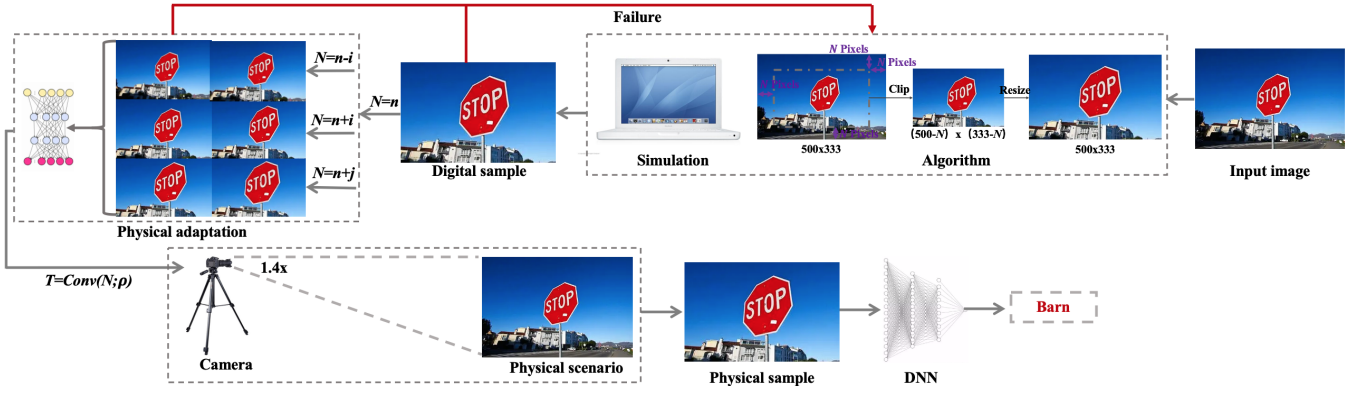 Failure
N=n-i
N=n+i
N=n+j
Physical adaptation
N=n
STOP
Digital sample
Simulation
N Pixels
N Pixels
N Pixels
Pixels
STOP
500x333
Clip
STOP
(500-N) x (333-N)
Resize
STOP
500x333
Algorithm
STOP
Input image
STOP
STOP
STOP
STOP
STOP
STOP
T=Conv(N;ρ)
Camera
1.4x
STOP
Physical scenario
STOP
Physical sample
DNN
Barn